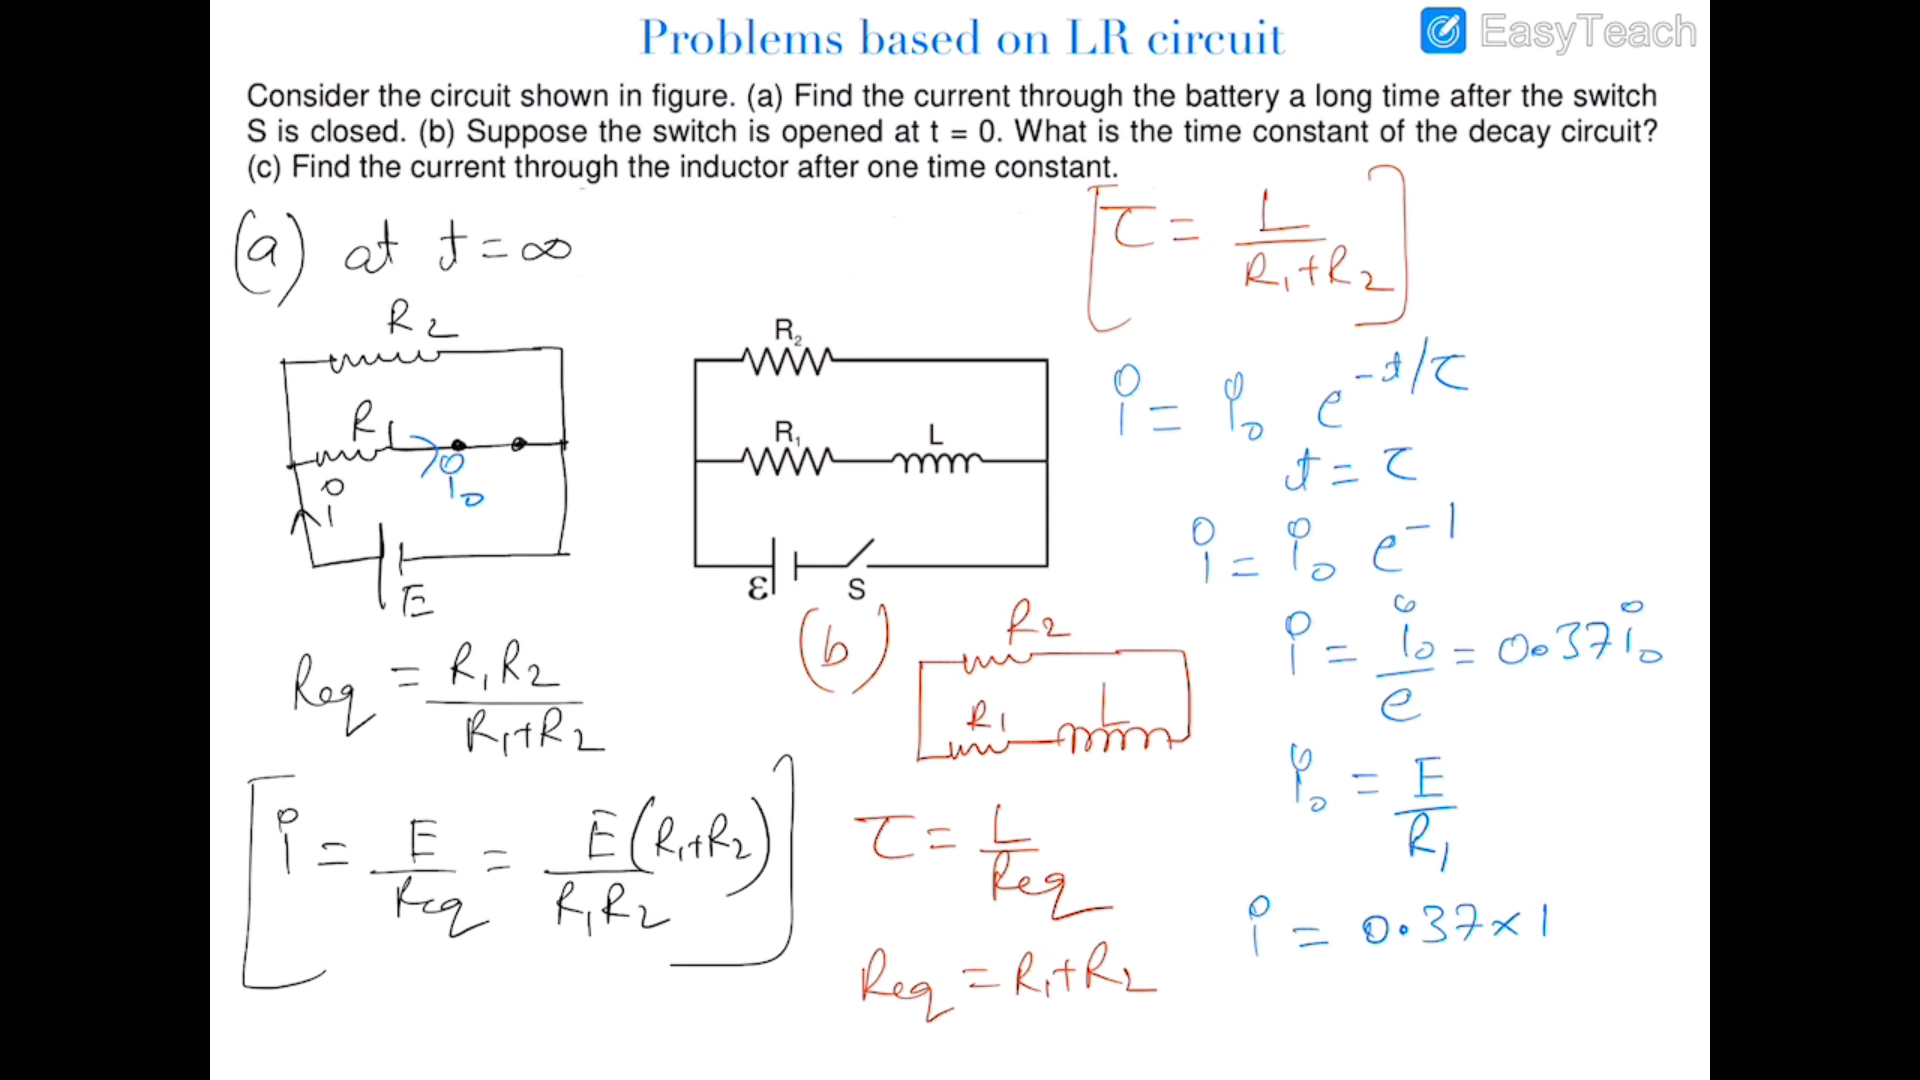 Problems based on LR circuit
EasyTeach
Consider the circuit shown in figure. (a) Find the current through the battery a long time after the switch
S is closed. (b) Suppose the switch is opened at t = 0. What is the time constant of the decay circuit?
(c) Find the current through the inductor after one time constant.
(a) at t = ∞
R2
R1
i0
i
E
Req = R1R2 / R1+R2
i = E / Req = E(R1+R2) / R1R2
R2
R1
L
ε
S
(b)
R2
R1
L
τ = L / Req
Req = R1+R2
τ = L / R1+R2
i = i0 e^-t/τ
t = τ
i = i0 e^-1
i = i0 / e = 0.37 i0
i0 = E / R1
i = 0.37 × 1